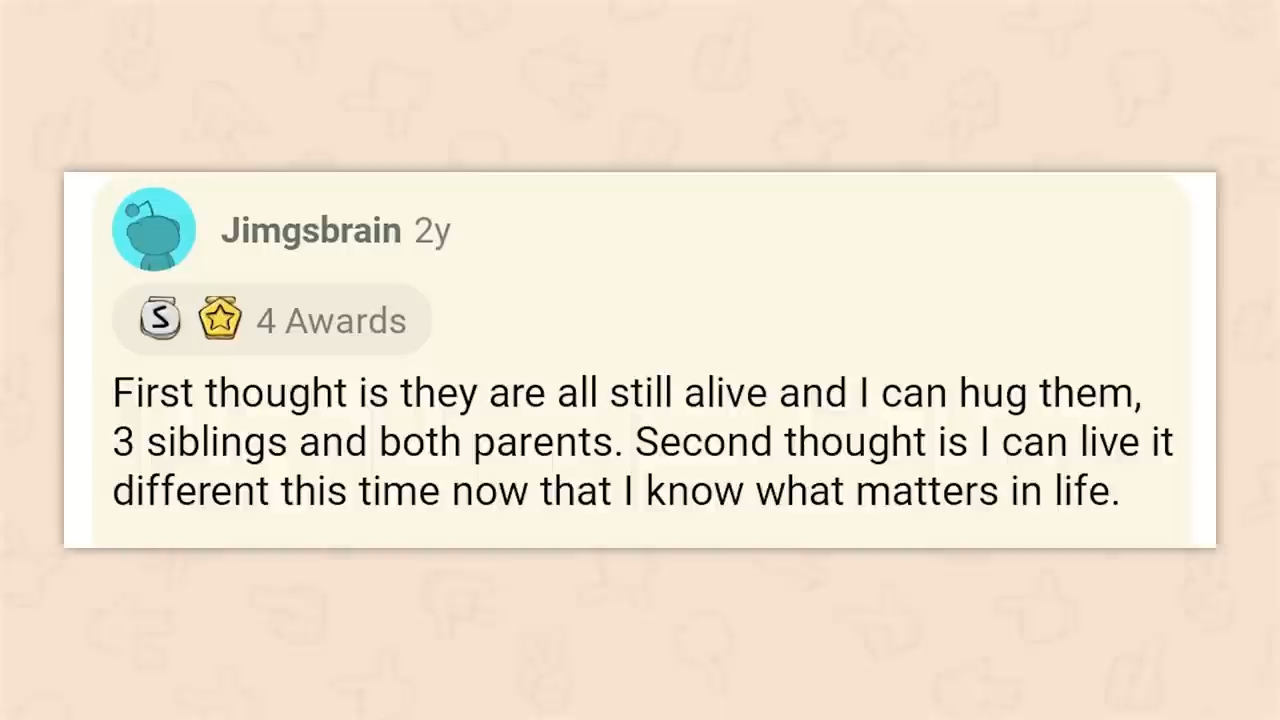 Jimgsbrain 2y
4 Awards
First thought is they are all still alive and I can hug them,
3 siblings and both parents. Second thought is I can live it
different this time now that I know what matters in life.